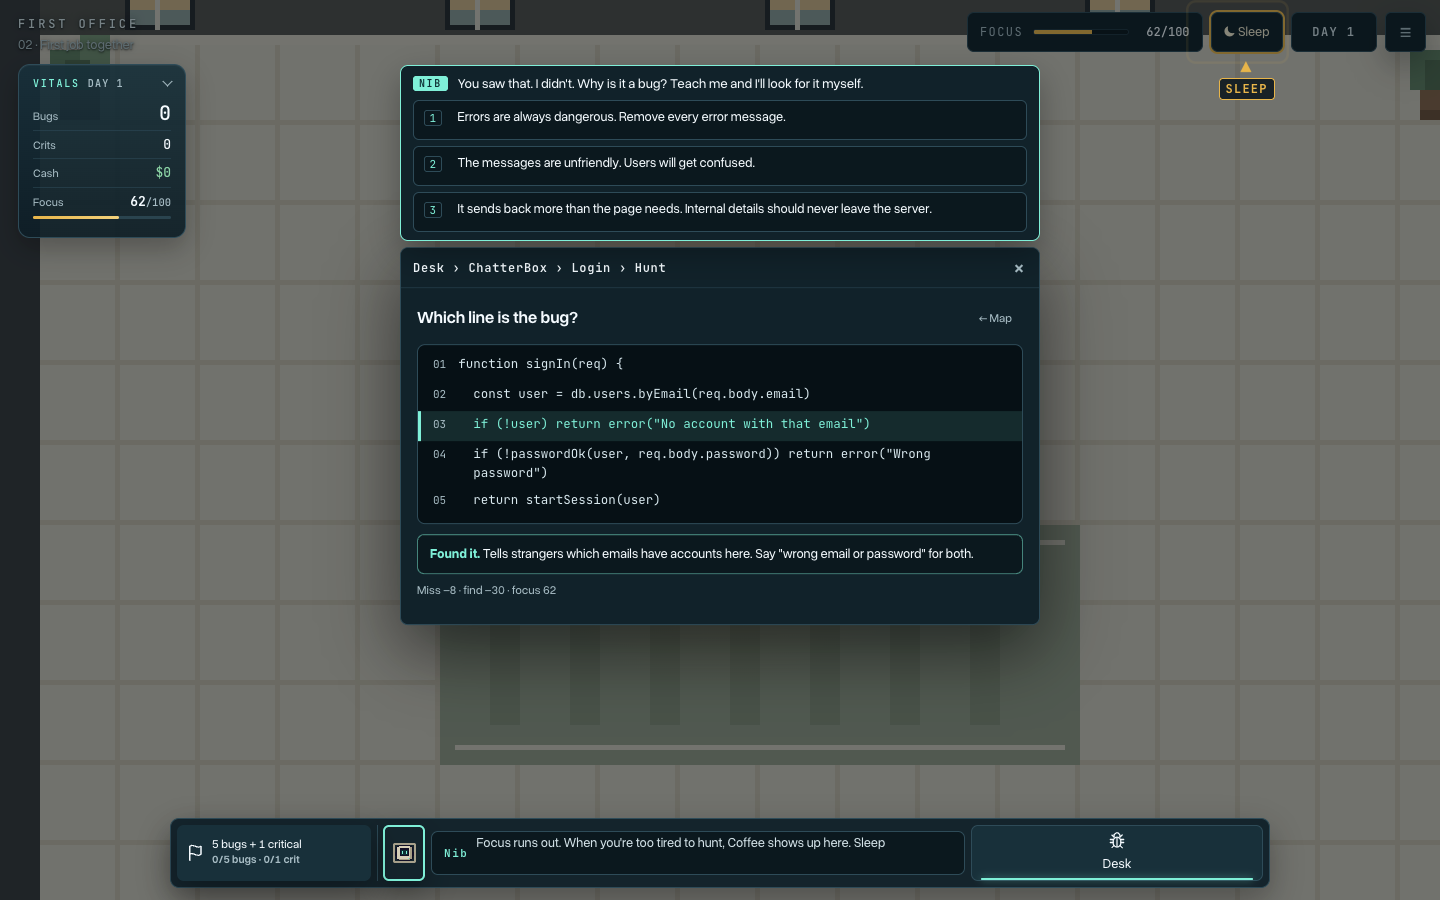 FIRST OFFICE
02 · First job together
VITALS DAY 1
Bugs 0
Crits 0
Cash $0
Focus 62/100
FOCUS 62/100
Sleep
DAY 1
SLEEP
NIB You saw that. I didn't. Why is it a bug? Teach me and I'll look for it myself.
1 Errors are always dangerous. Remove every error message.
2 The messages are unfriendly. Users will get confused.
3 It sends back more than the page needs. Internal details should never leave the server.
Desk › ChatterBox › Login › Hunt ×
Which line is the bug?
← Map
01 function signIn(req) {
02 const user = db.users.byEmail(req.body.email)
03 if (!user) return error("No account with that email")
04 if (!passwordOk(user, req.body.password)) return error("Wrong
password")
05 return startSession(user)
Found it. Tells strangers which emails have accounts here. Say "wrong email or password" for both.
Miss −8 · find −30 · focus 62
5 bugs + 1 critical
0/5 bugs · 0/1 crit
Nib Focus runs out. When you're too tired to hunt, Coffee shows up here. Sleep
Desk